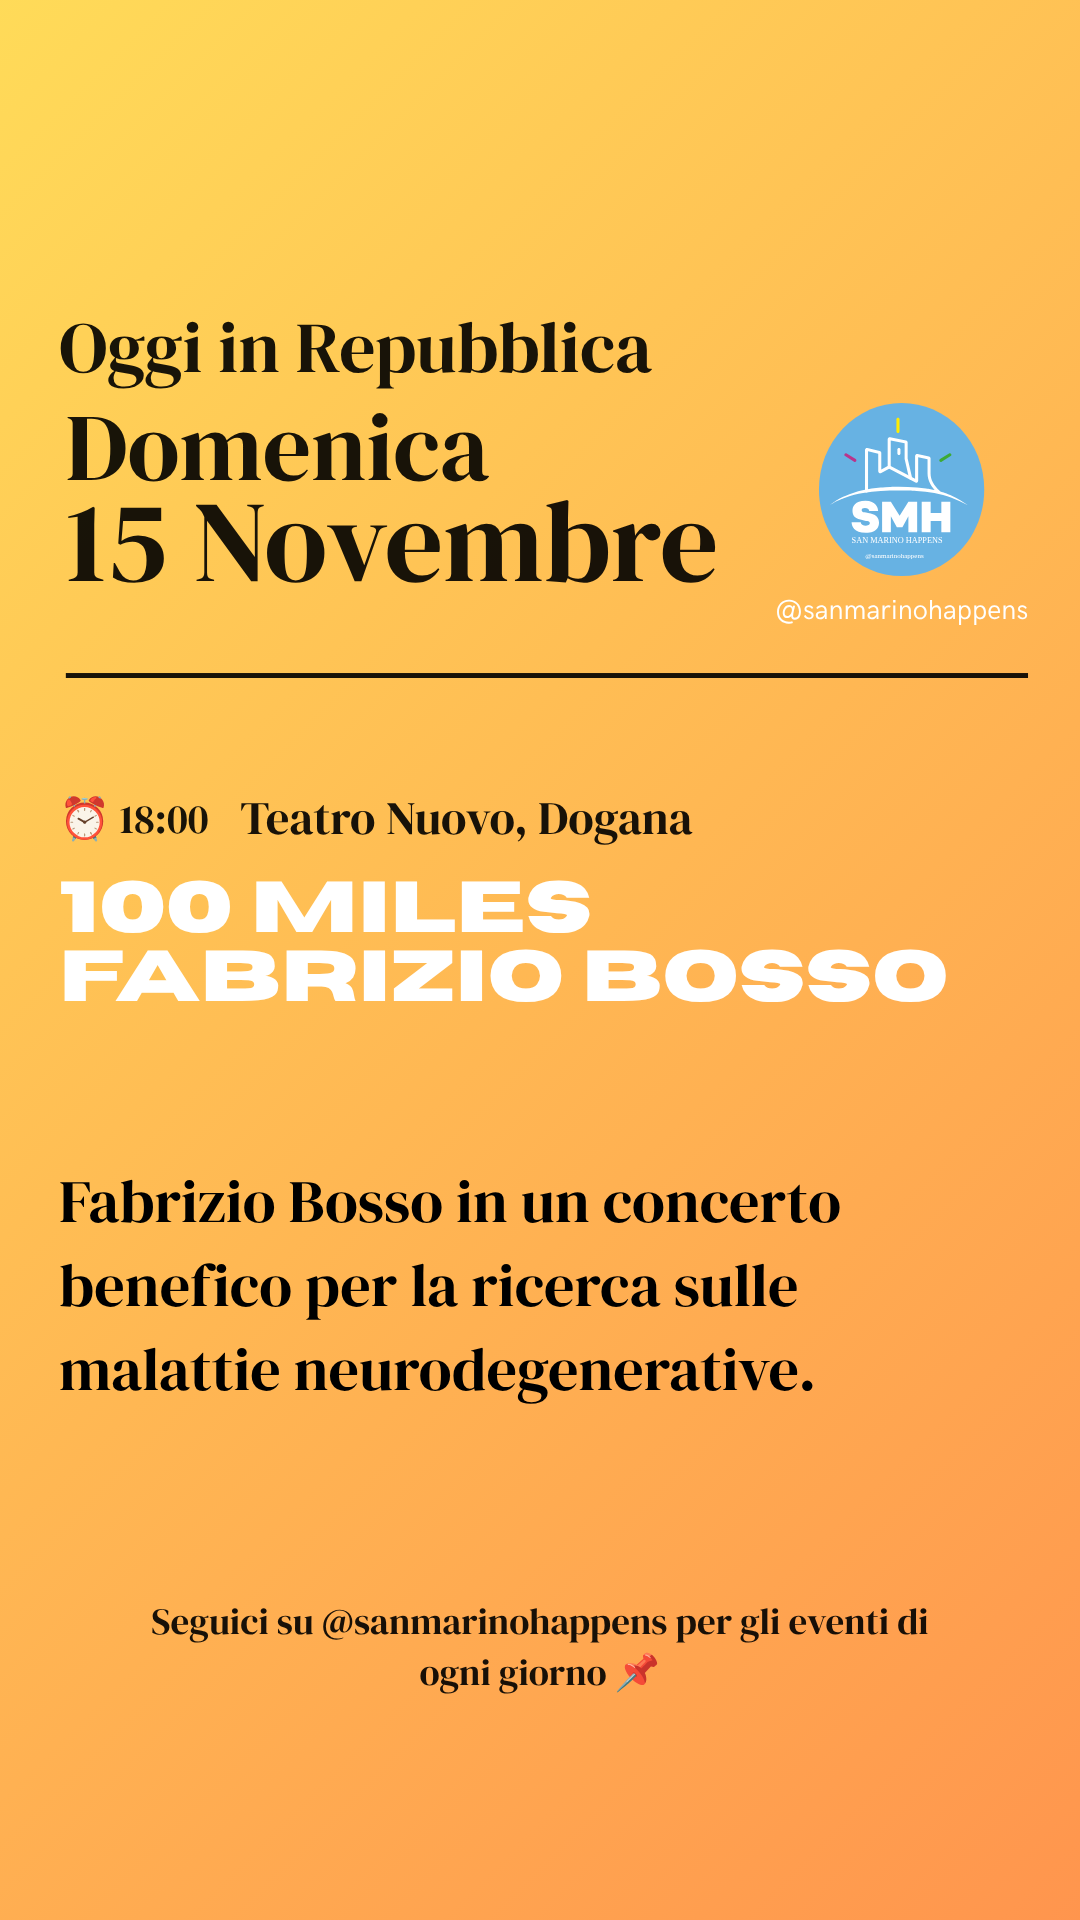 Oggi in Repubblica
Domenica
15 Novembre
SMH
SAN MARINO HAPPENS
@sanmarinohappens
@sanmarinohappens
⏰ 18:00 Teatro Nuovo, Dogana
100 MILES
FABRIZIO BOSSO
Fabrizio Bosso in un concerto
benefico per la ricerca sulle
malattie neurodegenerative.
Seguici su @sanmarinohappens per gli eventi di
ogni giorno 📌